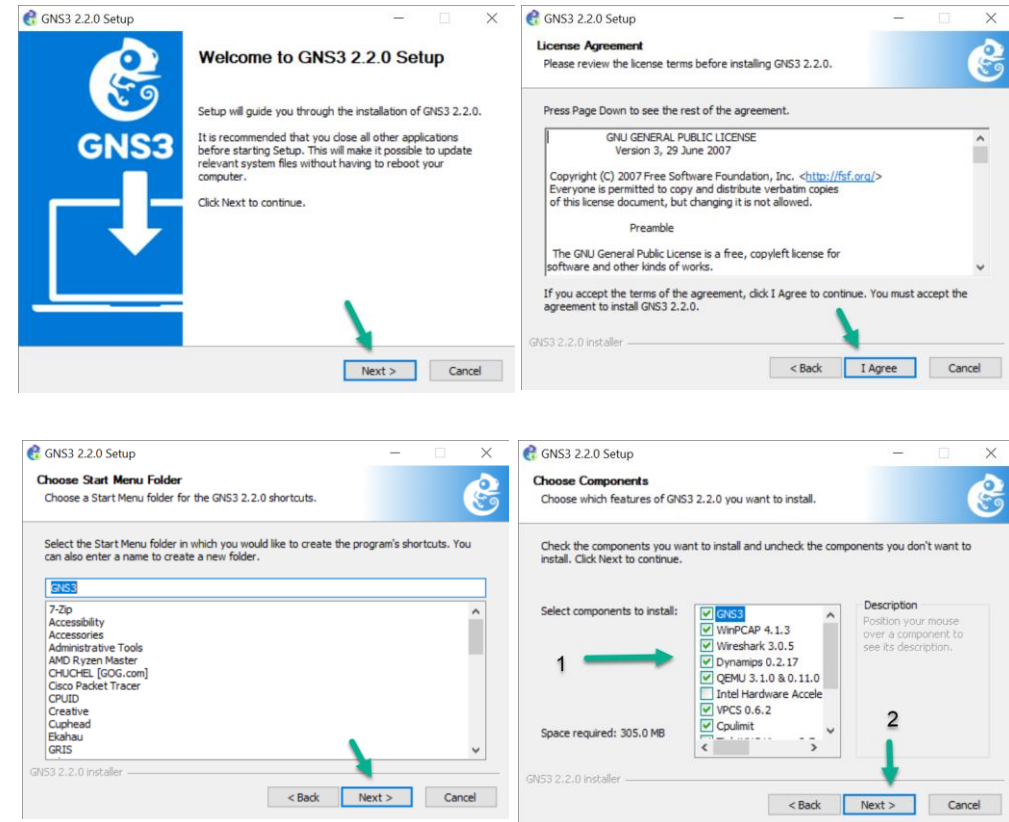 GNS3 2.2.0 Setup
GNS3
Welcome to GNS3 2.2.0 Setup
Setup will guide you through the installation of GNS3 2.2.0.
It is recommended that you close all other applications
before starting Setup. This will make it possible to update
relevant system files without having to reboot your
computer.
Click Next to continue.
Next >
Cancel
GNS3 2.2.0 Setup
License Agreement
Please review the license terms before installing GNS3 2.2.0.
Press Page Down to see the rest of the agreement.
GNU GENERAL PUBLIC LICENSE
Version 3, 29 June 2007
Copyright (C) 2007 Free Software Foundation, Inc. <http://fsf.org/>
Everyone is permitted to copy and distribute verbatim copies
of this license document, but changing it is not allowed.
Preamble
The GNU General Public License is a free, copyleft license for
software and other kinds of works.
If you accept the terms of the agreement, click I Agree to continue. You must accept the
agreement to install GNS3 2.2.0.
GNS3 2.2.0 installer
< Back
I Agree
Cancel
GNS3 2.2.0 Setup
Choose Start Menu Folder
Choose a Start Menu folder for the GNS3 2.2.0 shortcuts.
Select the Start Menu folder in which you would like to create the program's shortcuts. You
can also enter a name to create a new folder.
GNS3
7-Zip
Accessibility
Accessories
Administrative Tools
AMD Ryzen Master
CHUCHEL [GOG.com]
Cisco Packet Tracer
CPUID
Creative
Cuphead
Ekahau
GRIS
GNS3 2.2.0 installer
< Back
Next >
Cancel
GNS3 2.2.0 Setup
Choose Components
Choose which features of GNS3 2.2.0 you want to install.
Check the components you want to install and uncheck the components you don't want to
install. Click Next to continue.
Select components to install:
1
GNS3
WinPCAP 4.1.3
Wireshark 3.0.5
Dynamips 0.2.17
QEMU 3.1.0 & 0.11.0
Intel Hardware Accele
VPCS 0.6.2
Cpulimit
Description
Position your mouse
over a component to
see its description.
Space required: 305.0 MB
2
GNS3 2.2.0 installer
< Back
Next >
Cancel